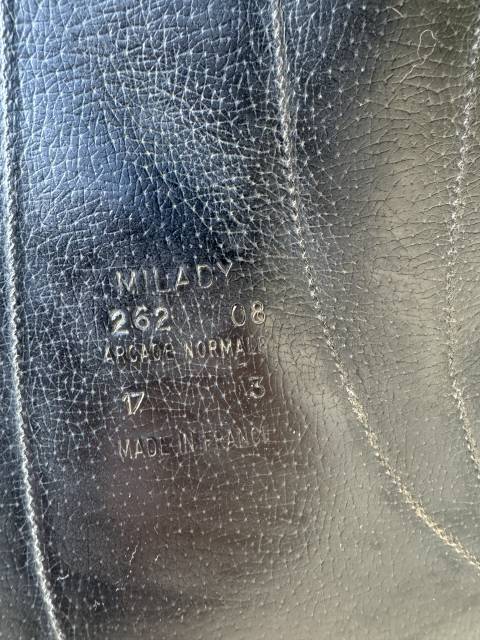 MILADY
262 08
ARCADE NORMALE
17 3
MADE IN FRANCE